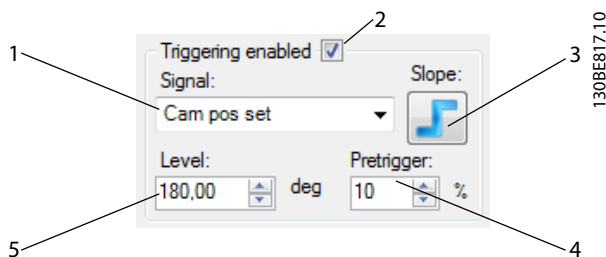 2
Triggering enabled
1
Signal:
Slope:
3
Cam pos set
Level:
Pretrigger:
180,00
deg
10
%
5
4
130BE817.10